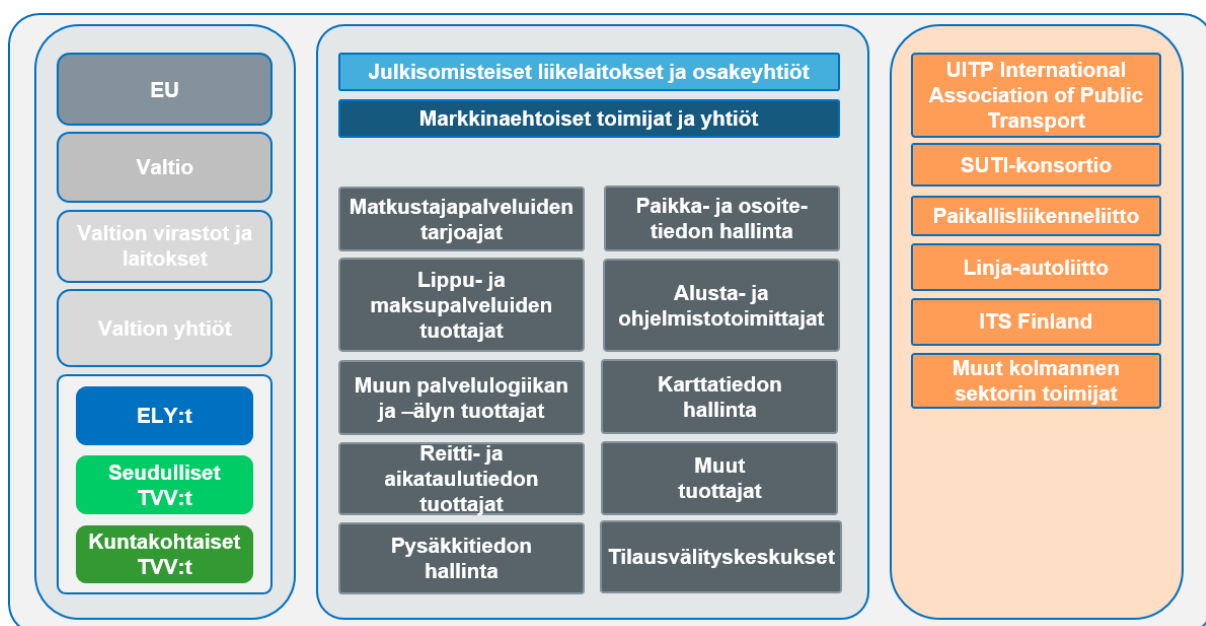 EU
Valtio
Valtion virastot ja
laitokset
Valtion yhtiöt
ELY:t
Seudulliset
TVV:t
Kuntakohtaiset
TVV:t
Julkisomisteiset liikelaitokset ja osakeyhtiöt
Markkinaehtoiset toimijat ja yhtiöt
Matkustajapalveluiden
tarjoajat
Lippu- ja
maksupalveluiden
tuottajat
Muun palvelulogiikan
ja –älyn tuottajat
Reitti- ja
aikataulutiedon
tuottajat
Pysäkkitiedon
hallinta
Paikka- ja osoite-
tiedon hallinta
Alusta- ja
ohjelmistotoimittajat
Karttatiedon
hallinta
Muut
tuottajat
Tilausvälityskeskukset
UITP International
Association of Public
Transport
SUTI-konsortio
Paikallisliikenneliitto
Linja-autoliitto
ITS Finland
Muut kolmannen
sektorin toimijat